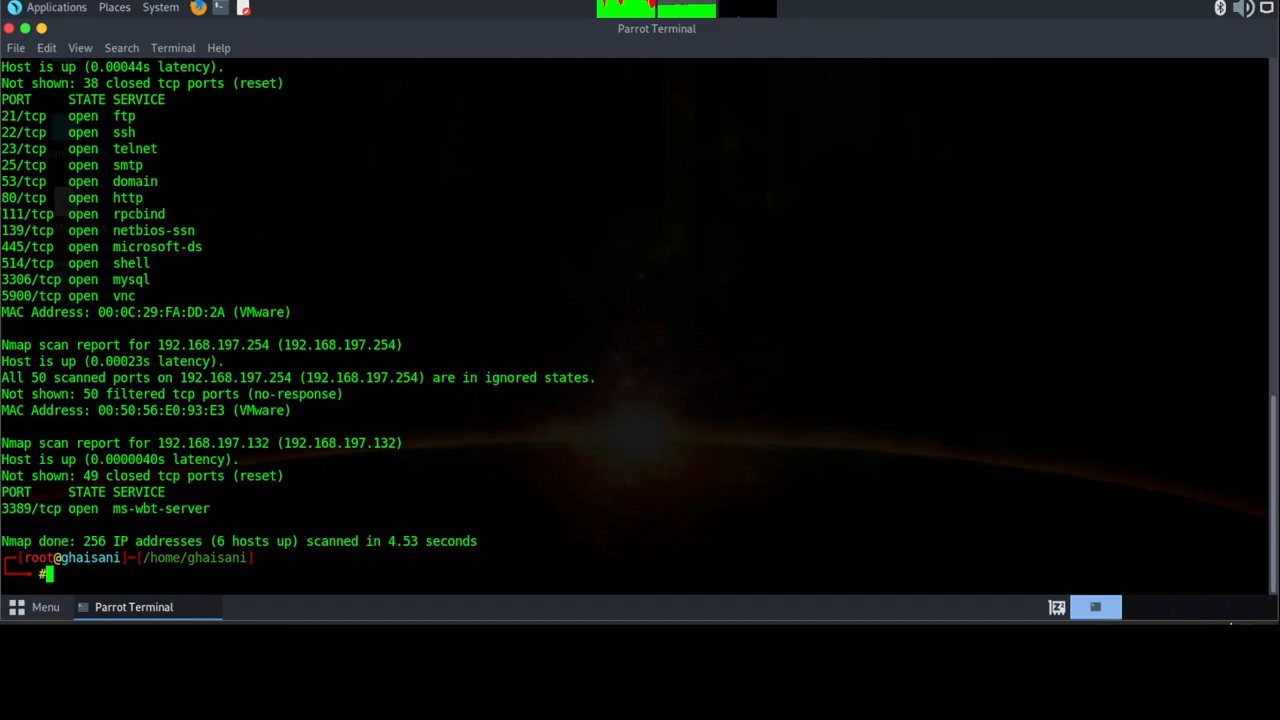 Applications Places System
Parrot Terminal
File Edit View Search Terminal Help
Host is up (0.00044s latency).
Not shown: 38 closed tcp ports (reset)
PORT STATE SERVICE
21/tcp open ftp
22/tcp open ssh
23/tcp open telnet
25/tcp open smtp
53/tcp open domain
80/tcp open http
111/tcp open rpcbind
139/tcp open netbios-ssn
445/tcp open microsoft-ds
514/tcp open shell
3306/tcp open mysql
5900/tcp open vnc
MAC Address: 00:0C:29:FA:DD:2A (VMware)
Nmap scan report for 192.168.197.254 (192.168.197.254)
Host is up (0.00023s latency).
All 50 scanned ports on 192.168.197.254 (192.168.197.254) are in ignored states.
Not shown: 50 filtered tcp ports (no-response)
MAC Address: 00:50:56:E0:93:E3 (VMware)
Nmap scan report for 192.168.197.132 (192.168.197.132)
Host is up (0.0000040s latency).
Not shown: 49 closed tcp ports (reset)
PORT STATE SERVICE
3389/tcp open ms-wbt-server
Nmap done: 256 IP addresses (6 hosts up) scanned in 4.53 seconds
┌─[root@ghaisani]─[/home/ghaisani]
└──╼ #
Menu Parrot Terminal